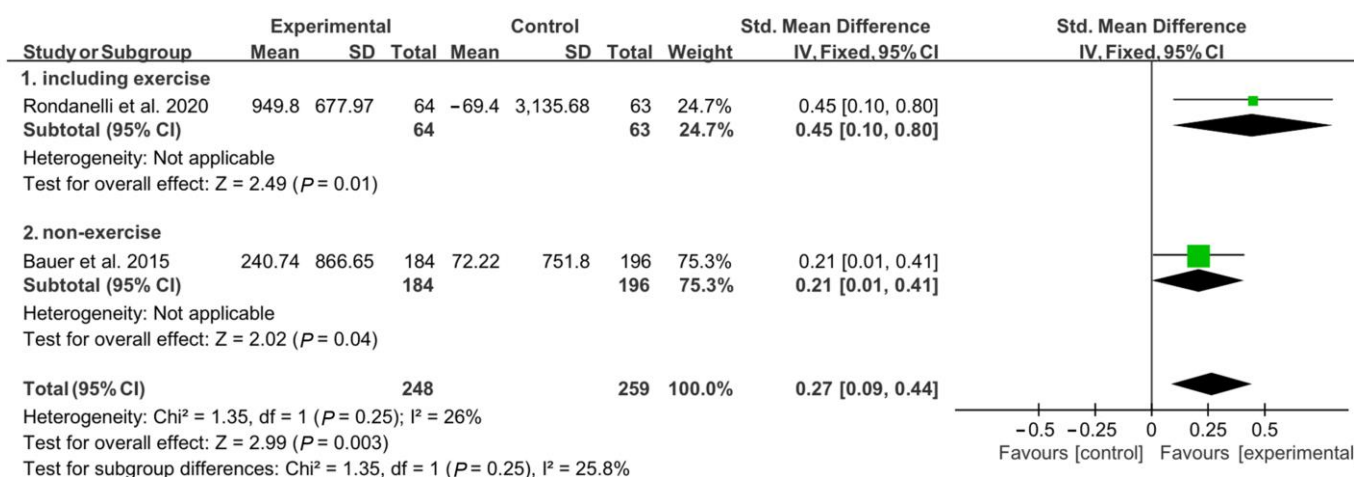 Experimental Control Std. Mean Difference Std. Mean Difference
Study or Subgroup Mean SD Total Mean SD Total Weight IV, Fixed, 95% CI IV, Fixed, 95% CI
1. including exercise
Rondanelli et al. 2020 949.8 677.97 64 −69.4 3,135.68 63 24.7% 0.45 [0.10, 0.80]
Subtotal (95% CI) 64 63 24.7% 0.45 [0.10, 0.80]
Heterogeneity: Not applicable
Test for overall effect: Z = 2.49 (P = 0.01)
2. non-exercise
Bauer et al. 2015 240.74 866.65 184 72.22 751.8 196 75.3% 0.21 [0.01, 0.41]
Subtotal (95% CI) 184 196 75.3% 0.21 [0.01, 0.41]
Heterogeneity: Not applicable
Test for overall effect: Z = 2.02 (P = 0.04)
Total (95% CI) 248 259 100.0% 0.27 [0.09, 0.44]
Heterogeneity: Chi² = 1.35, df = 1 (P = 0.25); I² = 26%
Test for overall effect: Z = 2.99 (P = 0.003)
Test for subgroup differences: Chi² = 1.35, df = 1 (P = 0.25), I² = 25.8%
−0.5 −0.25 0 0.25 0.5
Favours [control] Favours [experimental